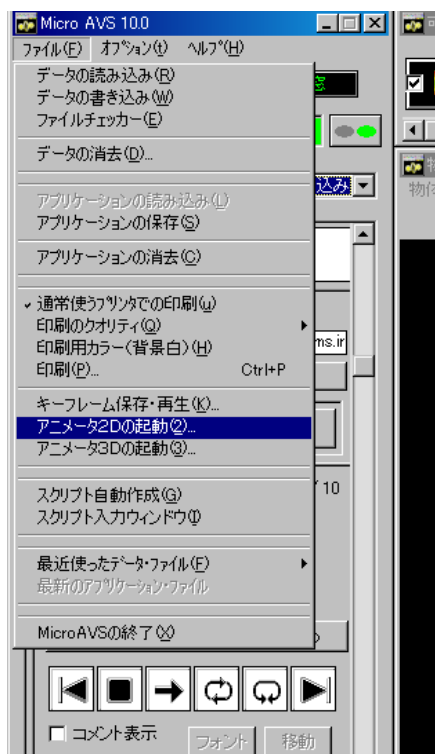 Micro AVS 10.0
ファイル(F) オプション(t) ヘルプ(H)
データの読み込み(R)
データの書き込み(W)
ファイルチェッカー(E)
データの消去(D)...
込み
アプリケーションの読み込み(L)
アプリケーションの保存(S)
アプリケーションの消去(C)
通常使うプリンタでの印刷(u)
印刷のクオリティ(Q)
印刷用カラー(背景白)(H)
ms.ir
印刷(P)... Ctrl+P
キーフレーム保存・再生(K)...
アニメータ2Dの起動(2)...
アニメータ3Dの起動(3)...
スクリプト自動作成(G)
/ 10
スクリプト入力ウィンドウ(I)
最近使ったデータ・ファイル(F)
最新のアプリケーション・ファイル
MicroAVSの終了(X)
コメント表示 フォント 移動